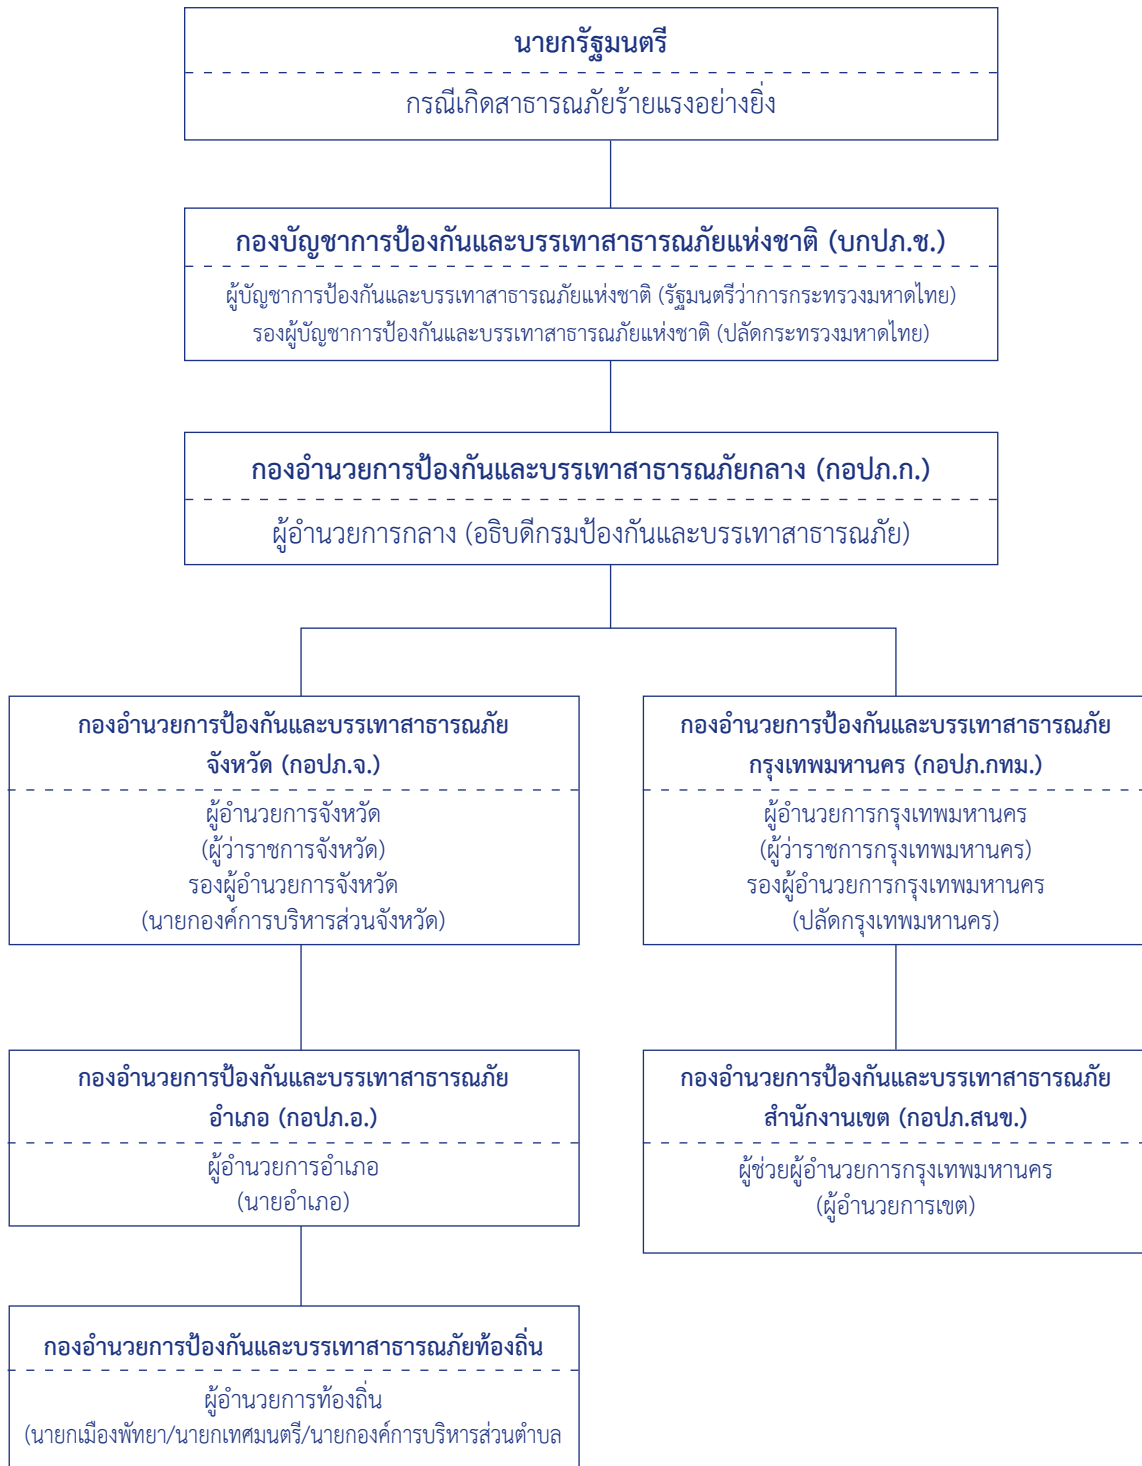 นายกรัฐมนตรี
กรณีเกิดสาธารณภัยร้ายแรงอย่างยิ่ง
กองบัญชาการป้องกันและบรรเทาสาธารณภัยแห่งชาติ (บกปภ.ช.)
ผู้บัญชาการป้องกันและบรรเทาสาธารณภัยแห่งชาติ (รัฐมนตรีว่าการกระทรวงมหาดไทย)
รองผู้บัญชาการป้องกันและบรรเทาสาธารณภัยแห่งชาติ (ปลัดกระทรวงมหาดไทย)
กองอำนวยการป้องกันและบรรเทาสาธารณภัยกลาง (กอปภ.ก.)
ผู้อำนวยการกลาง (อธิบดีกรมป้องกันและบรรเทาสาธารณภัย)
กองอำนวยการป้องกันและบรรเทาสาธารณภัย
จังหวัด (กอปภ.จ.)
ผู้อำนวยการจังหวัด
(ผู้ว่าราชการจังหวัด)
รองผู้อำนวยการจังหวัด
(นายกองค์การบริหารส่วนจังหวัด)
กองอำนวยการป้องกันและบรรเทาสาธารณภัย
กรุงเทพมหานคร (กอปภ.กทม.)
ผู้อำนวยการกรุงเทพมหานคร
(ผู้ว่าราชการกรุงเทพมหานคร)
รองผู้อำนวยการกรุงเทพมหานคร
(ปลัดกรุงเทพมหานคร)
กองอำนวยการป้องกันและบรรเทาสาธารณภัย
อำเภอ (กอปภ.อ.)
ผู้อำนวยการอำเภอ
(นายอำเภอ)
กองอำนวยการป้องกันและบรรเทาสาธารณภัย
สำนักงานเขต (กอปภ.สนข.)
ผู้ช่วยผู้อำนวยการกรุงเทพมหานคร
(ผู้อำนวยการเขต)
กองอำนวยการป้องกันและบรรเทาสาธารณภัยท้องถิ่น
ผู้อำนวยการท้องถิ่น
(นายกเมืองพัทยา/นายกเทศมนตรี/นายกองค์การบริหารส่วนตำบล